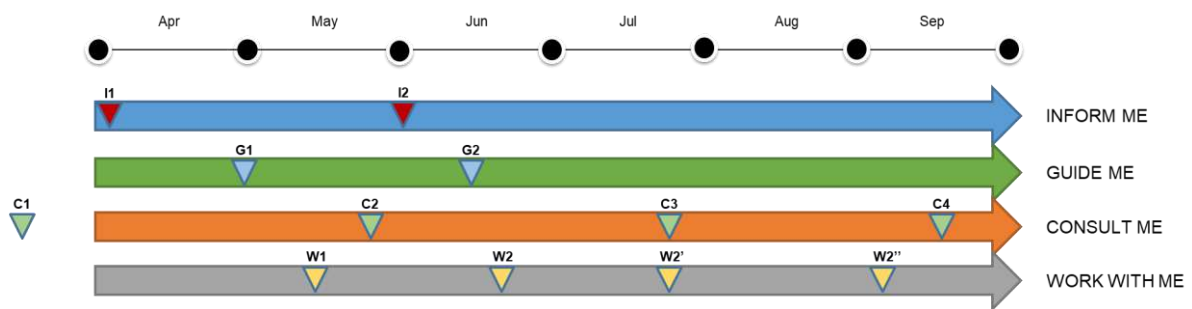 Apr May Jun Jul Aug Sep
I1 I2
INFORM ME
G1 G2
GUIDE ME
C1 C2 C3 C4
CONSULT ME
W1 W2 W2' W2''
WORK WITH ME